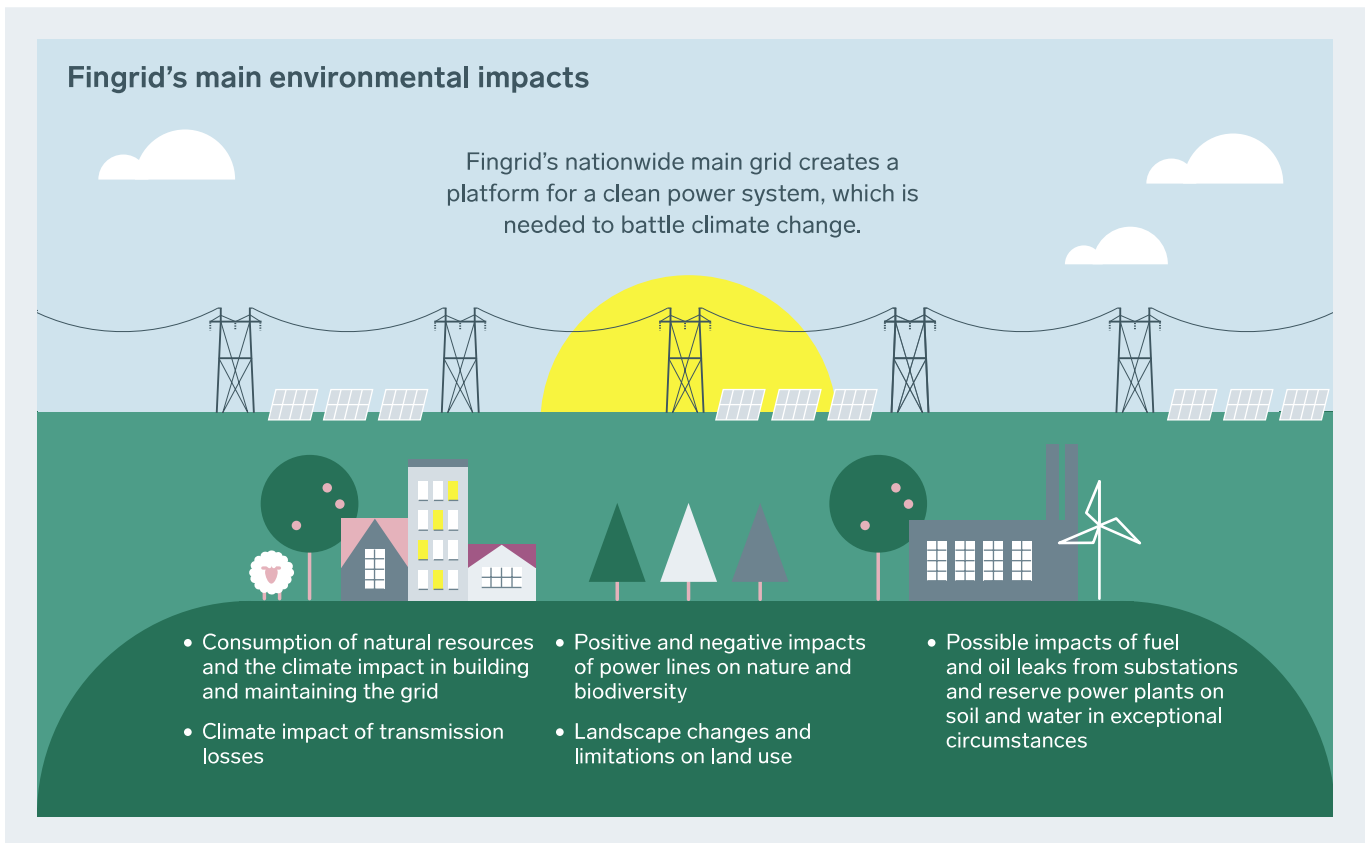 Fingrid’s main environmental impacts
Fingrid’s nationwide main grid creates a
platform for a clean power system, which is
needed to battle climate change.
• Consumption of natural resources
and the climate impact in building
and maintaining the grid
• Climate impact of transmission
losses
• Positive and negative impacts
of power lines on nature and
biodiversity
• Landscape changes and
limitations on land use
• Possible impacts of fuel
and oil leaks from substations
and reserve power plants on
soil and water in exceptional
circumstances